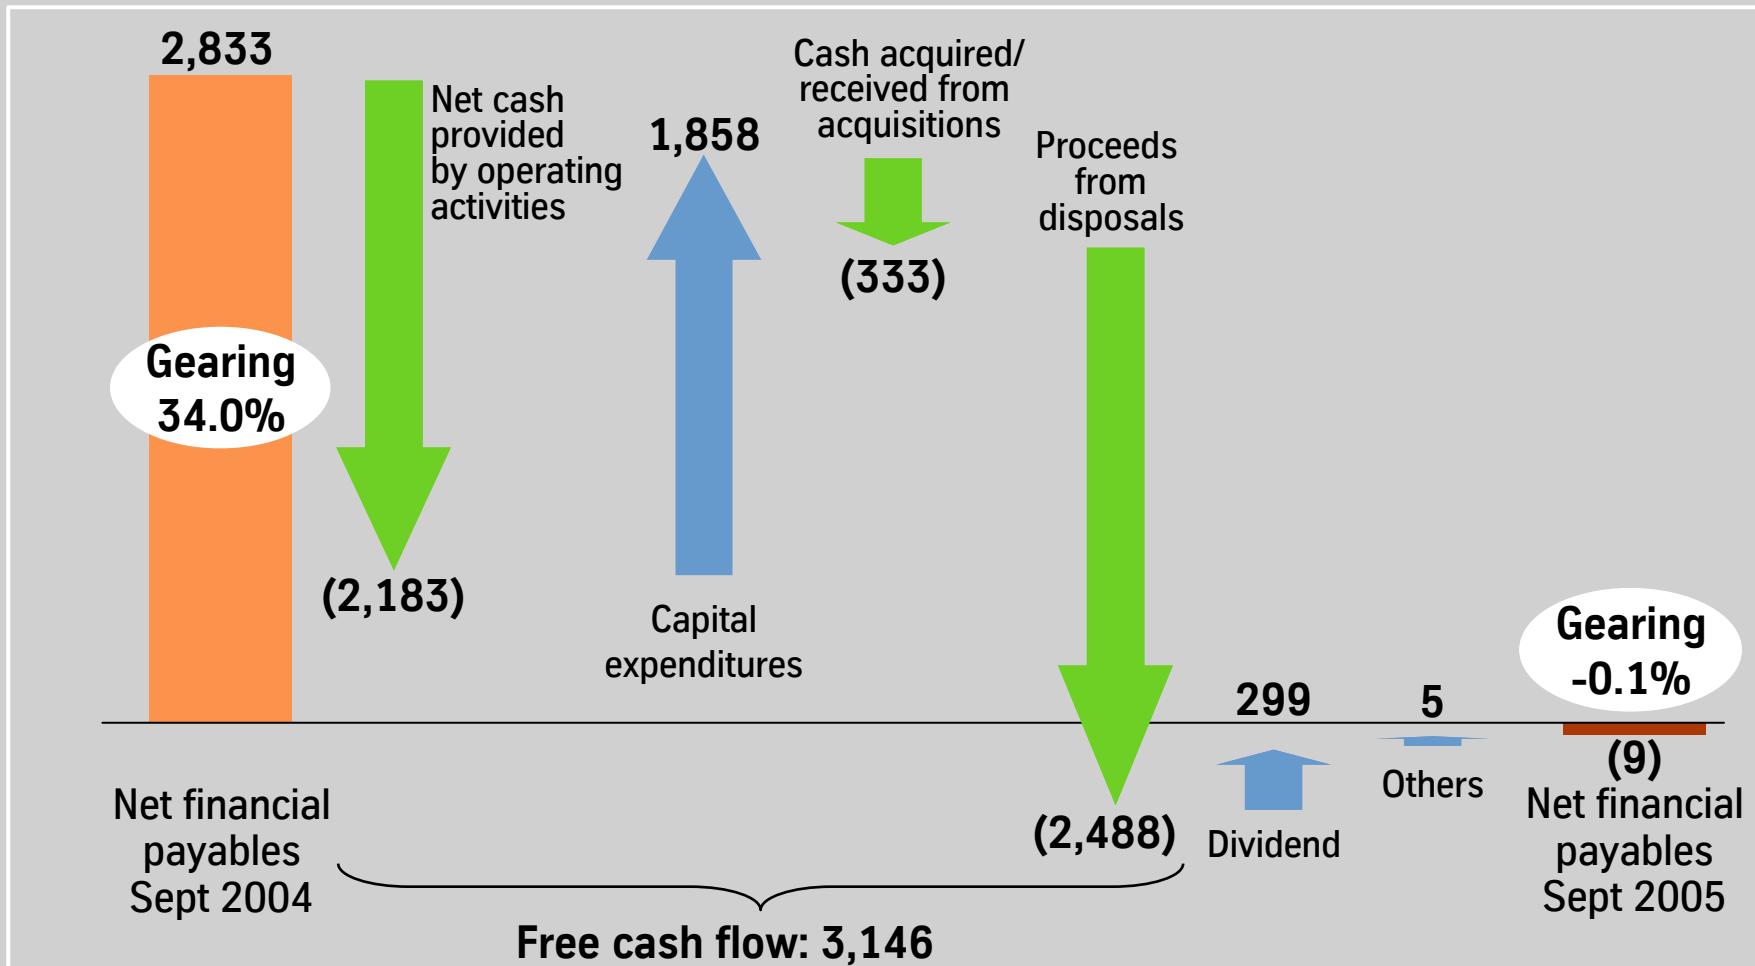 2,833
Gearing
34.0%
Net financial
payables
Sept 2004
Net cash
provided
by operating
activities
(2,183)
1,858
Capital
expenditures
Cash acquired/
received from
acquisitions
(333)
Proceeds
from
disposals
(2,488)
299
Dividend
5
Others
Gearing
-0.1%
(9)
Net financial
payables
Sept 2005
Free cash flow: 3,146